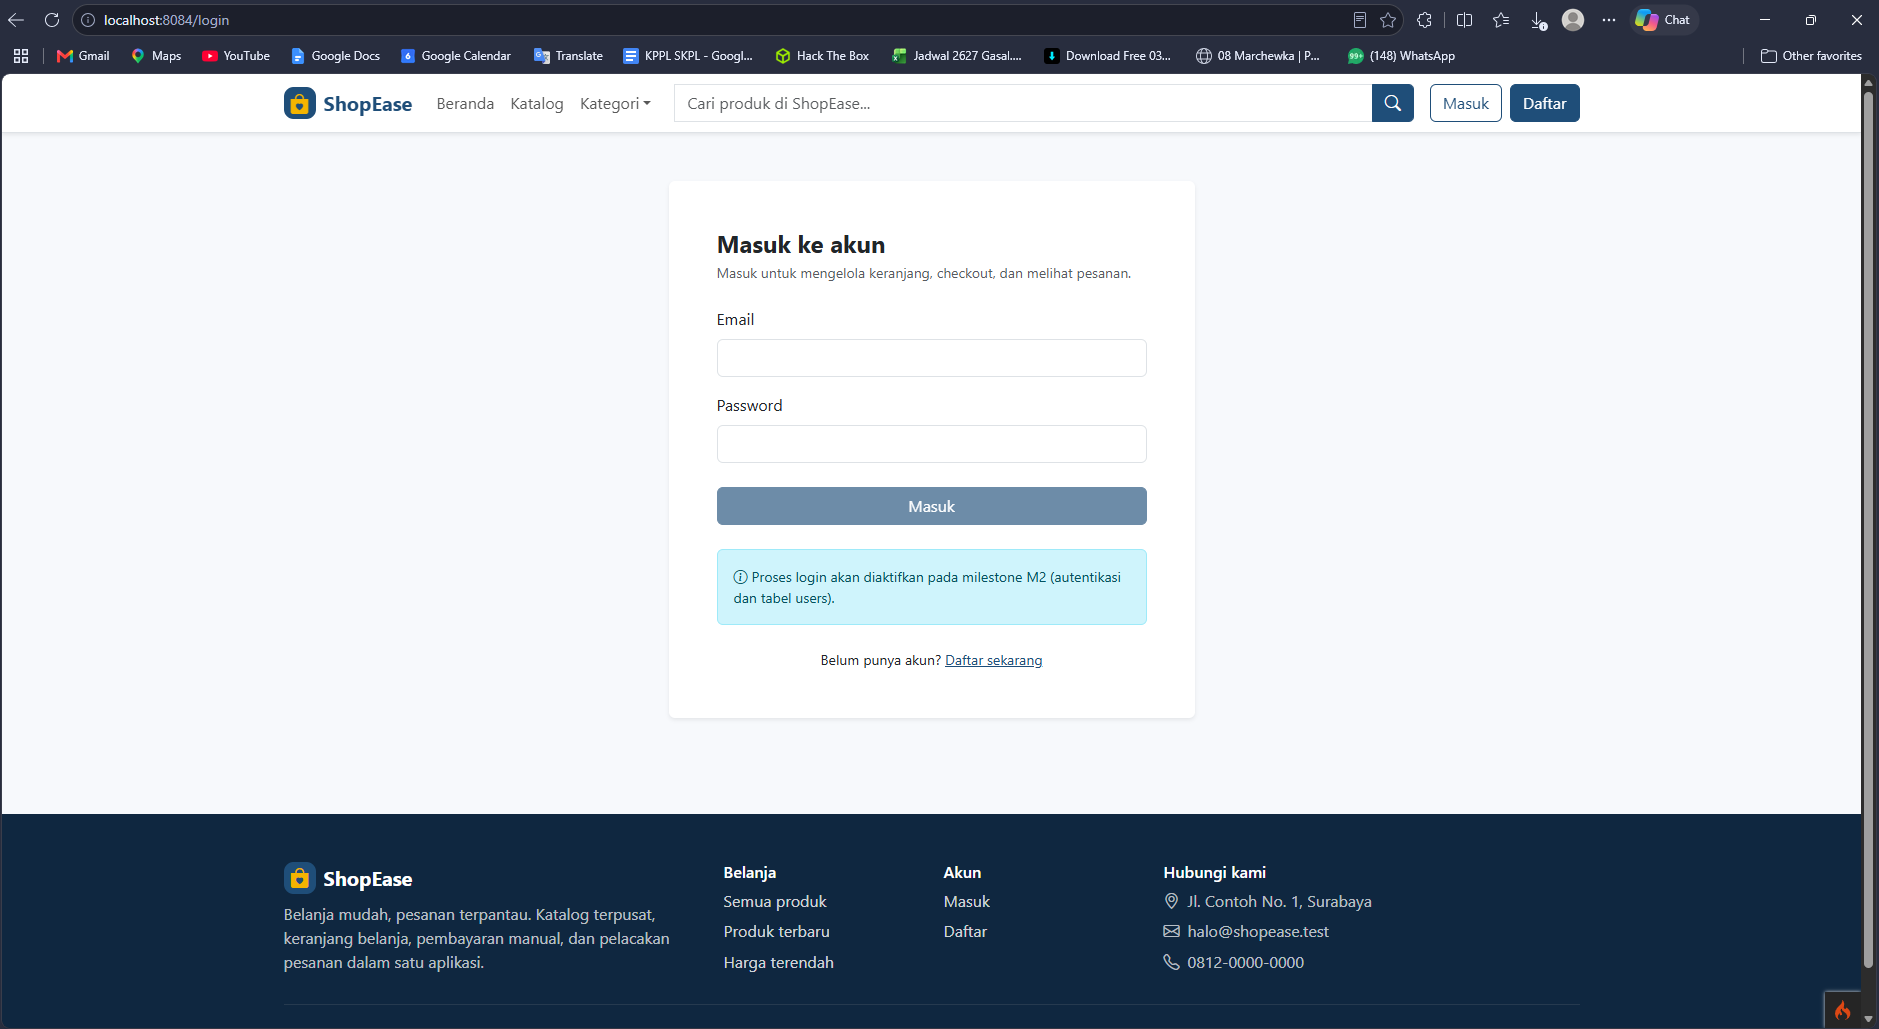 localhost:8084/login
Chat
Gmail
Maps
YouTube
Google Docs
Google Calendar
Translate
KPPL SKPL - Googl...
Hack The Box
Jadwal 2627 Gasal....
Download Free 03...
08 Marchewka | P...
(148) WhatsApp
Other favorites
ShopEase
Beranda
Katalog
Kategori
Cari produk di ShopEase...
Masuk
Daftar
Masuk ke akun
Masuk untuk mengelola keranjang, checkout, dan melihat pesanan.
Email
Password
Masuk
Proses login akan diaktifkan pada milestone M2 (autentikasi
dan tabel users).
Belum punya akun? Daftar sekarang
ShopEase
Belanja mudah, pesanan terpantau. Katalog terpusat,
keranjang belanja, pembayaran manual, dan pelacakan
pesanan dalam satu aplikasi.
Belanja
Semua produk
Produk terbaru
Harga terendah
Akun
Masuk
Daftar
Hubungi kami
Jl. Contoh No. 1, Surabaya
halo@shopease.test
0812-0000-0000